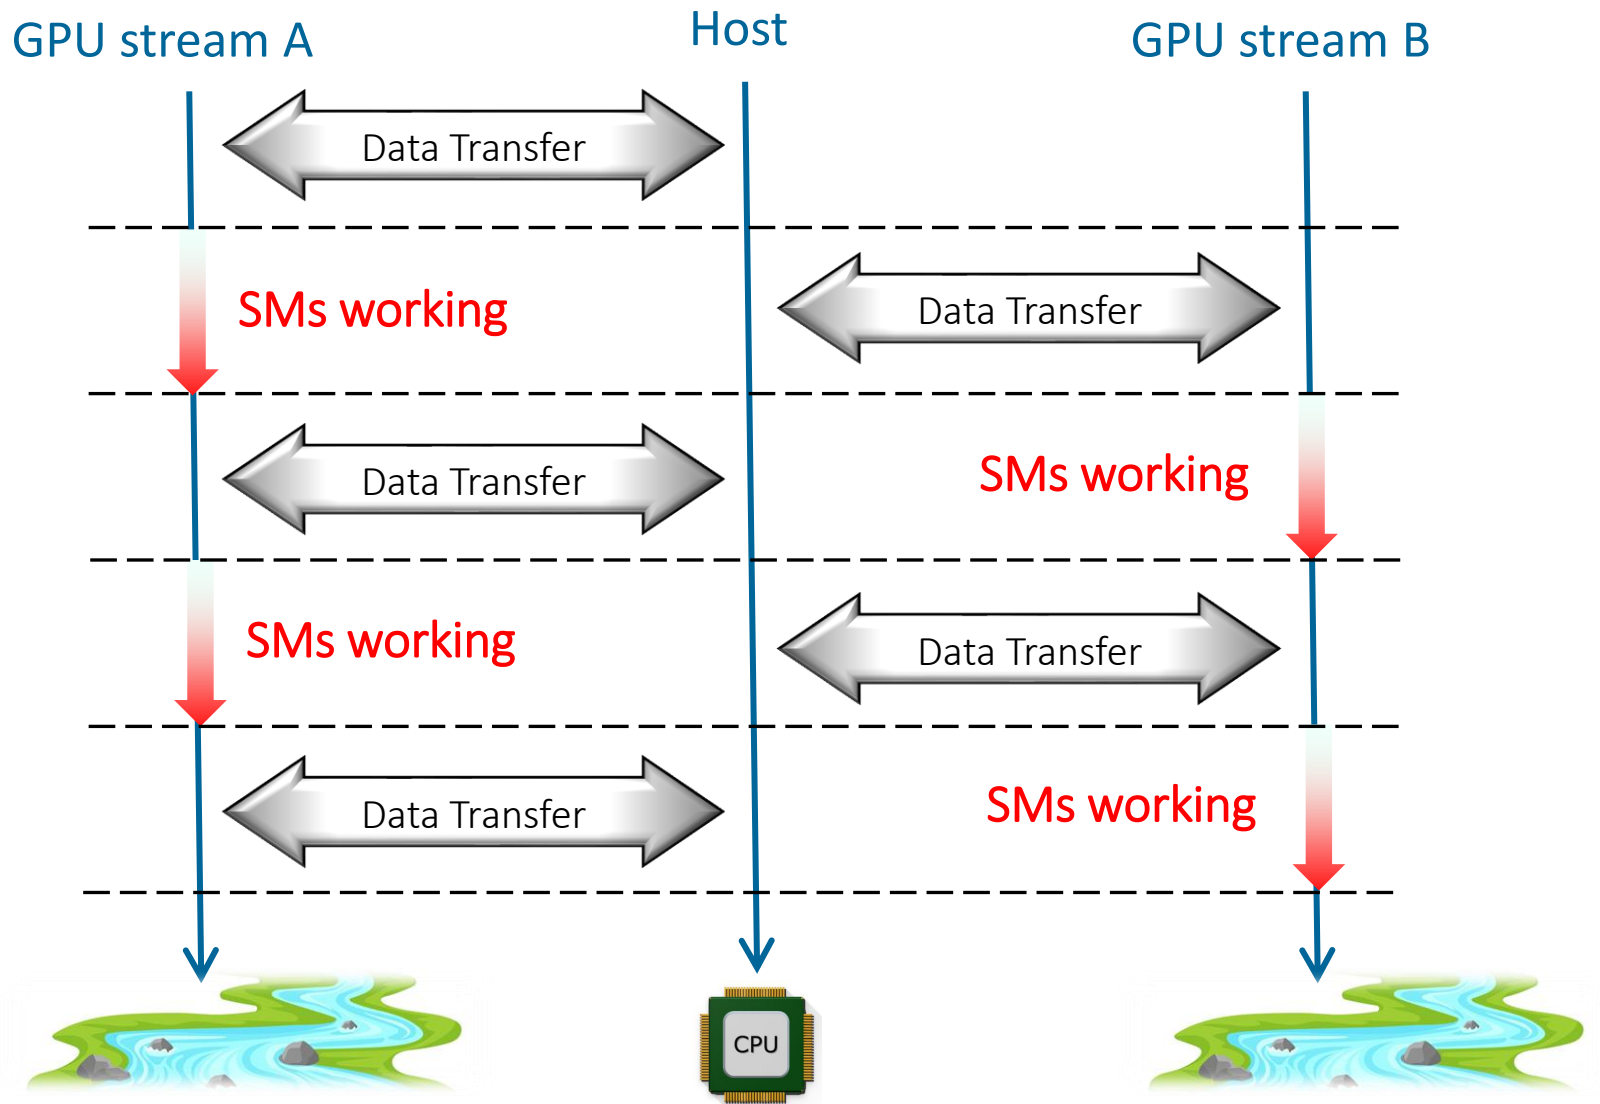 GPU stream A
Host
GPU stream B
Data Transfer
SMs working
Data Transfer
Data Transfer
SMs working
SMs working
Data Transfer
Data Transfer
SMs working
CPU